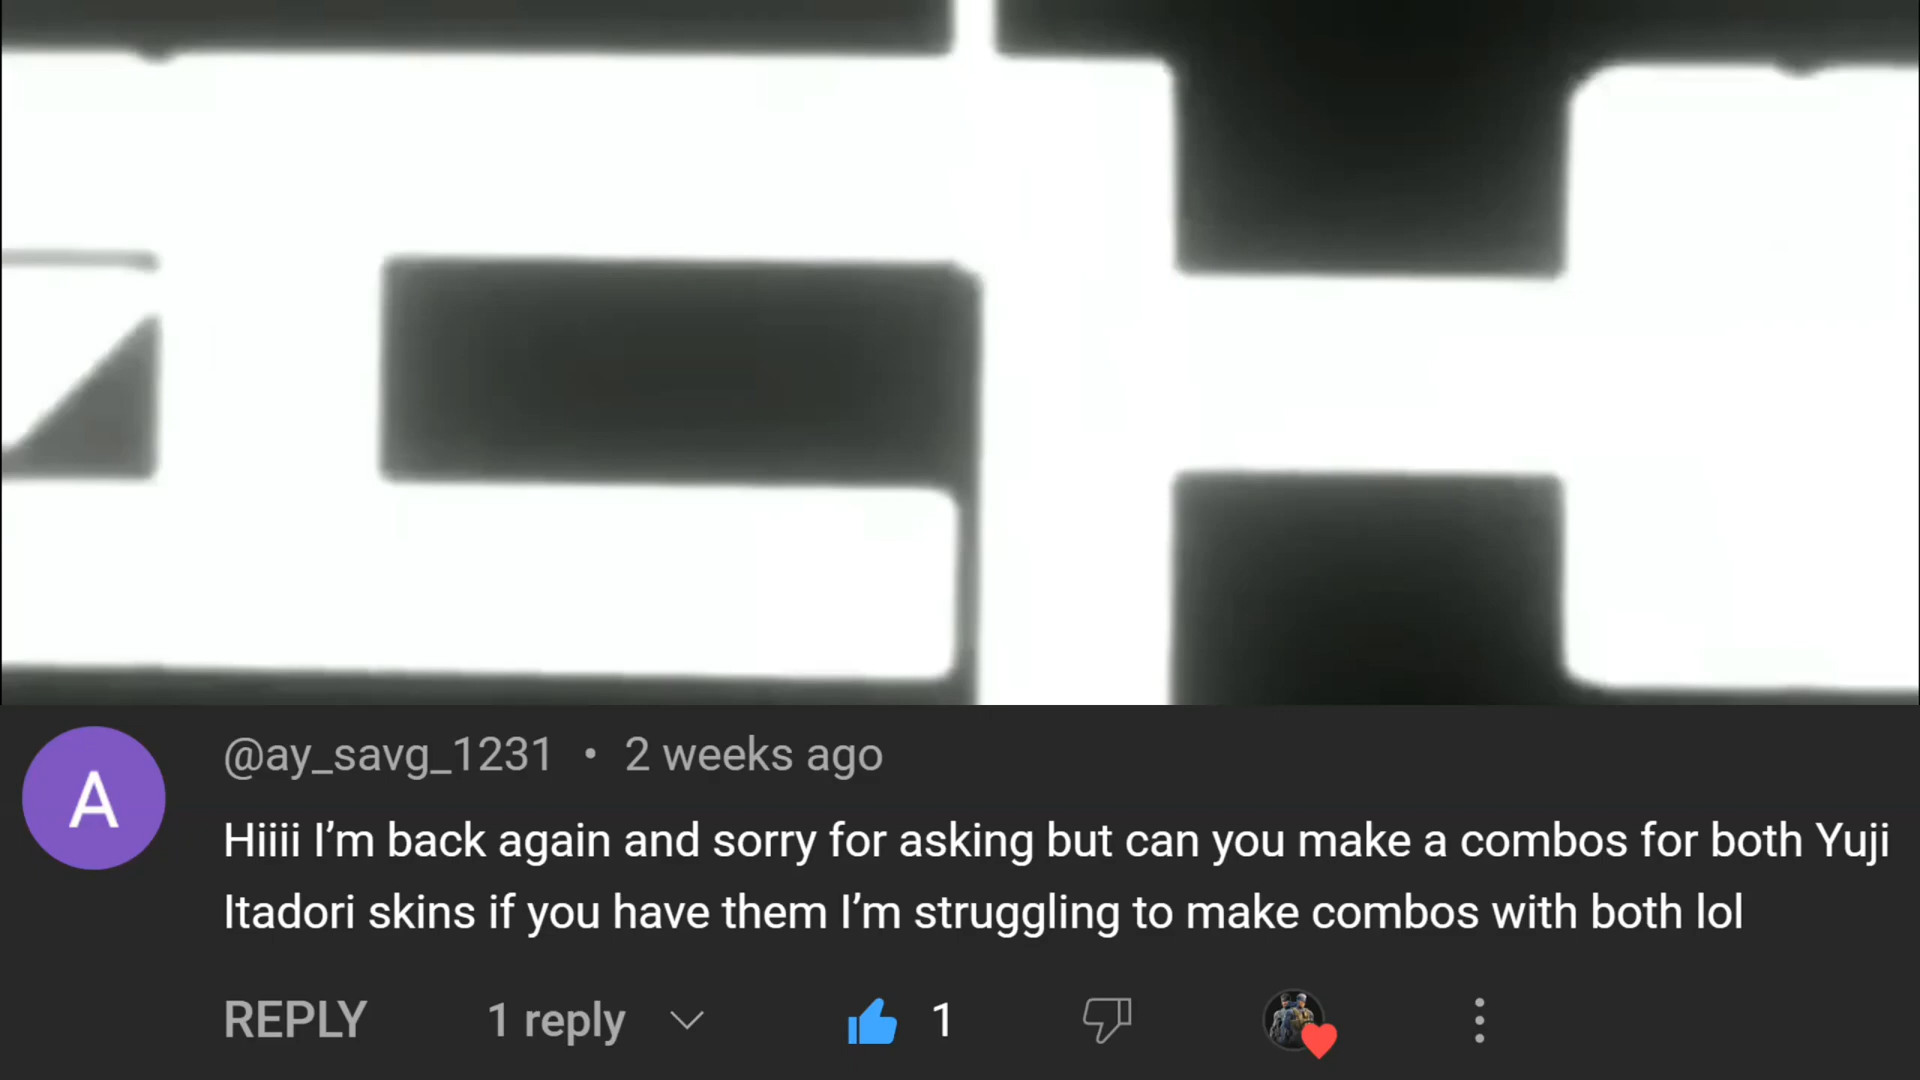 A
@ay_savg_1231 • 2 weeks ago
Hiiii I’m back again and sorry for asking but can you make a combos for both Yuji
Itadori skins if you have them I’m struggling to make combos with both lol
REPLY 1 reply 1